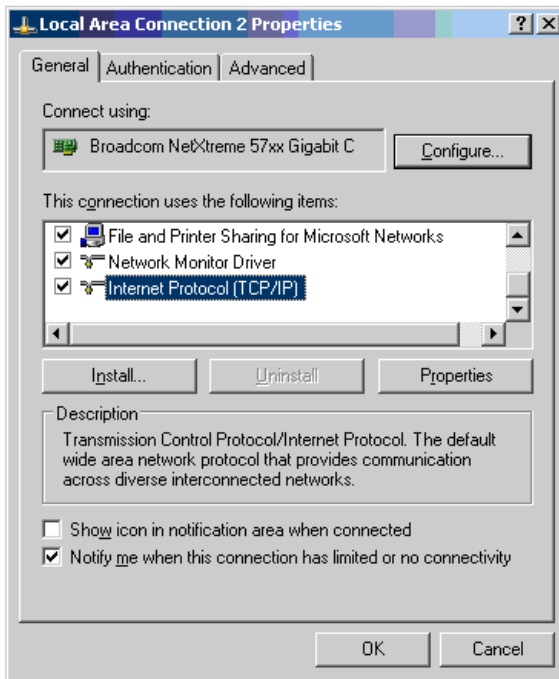 Local Area Connection 2 Properties
General
Authentication
Advanced
Connect using:
Broadcom NetXtreme 57xx Gigabit C
Configure...
This connection uses the following items:
File and Printer Sharing for Microsoft Networks
Network Monitor Driver
Internet Protocol (TCP/IP)
Install...
Uninstall
Properties
Description
Transmission Control Protocol/Internet Protocol. The default
wide area network protocol that provides communication
across diverse interconnected networks.
Show icon in notification area when connected
Notify me when this connection has limited or no connectivity
OK
Cancel